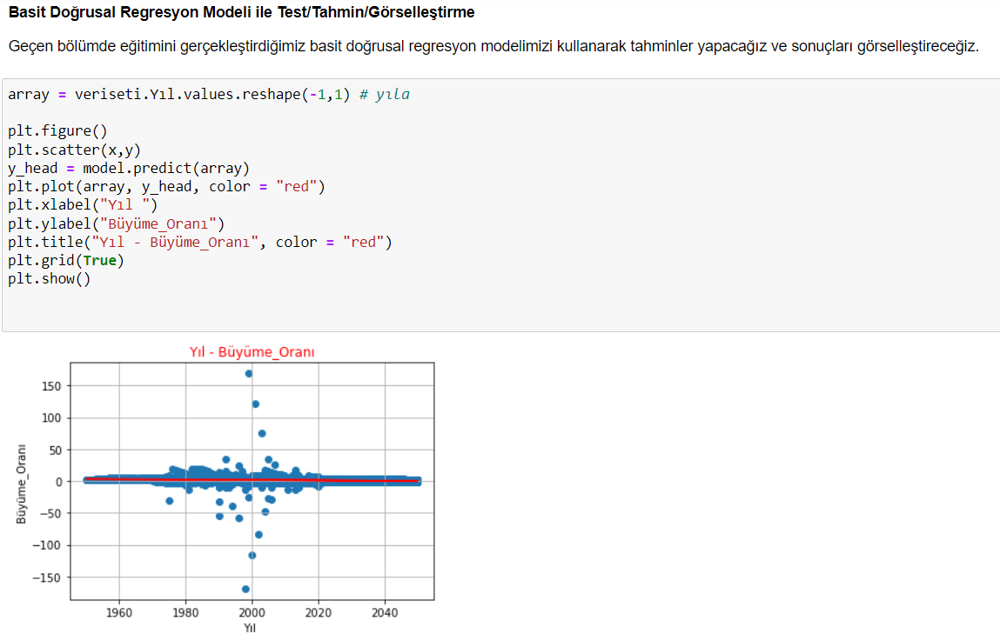 Basit Doğrusal Regresyon Modeli ile Test/Tahmin/Görselleştirme
Geçen bölümde eğitimini gerçekleştirdiğimiz basit doğrusal regresyon modelimizi kullanarak tahminler yapacağız ve sonuçları görselleştireceğiz.
array = veriseti.Yıl.values.reshape(-1,1) # yıla
plt.figure()
plt.scatter(x,y)
y_head = model.predict(array)
plt.plot(array, y_head, color = "red")
plt.xlabel("Yıl ")
plt.ylabel("Büyüme_Oranı")
plt.title("Yıl - Büyüme_Oranı", color = "red")
plt.grid(True)
plt.show()
Yıl - Büyüme_Oranı
150
100
50
0
−50
−100
−150
Büyüme_Oranı
1960 1980 2000 2020 2040
Yıl